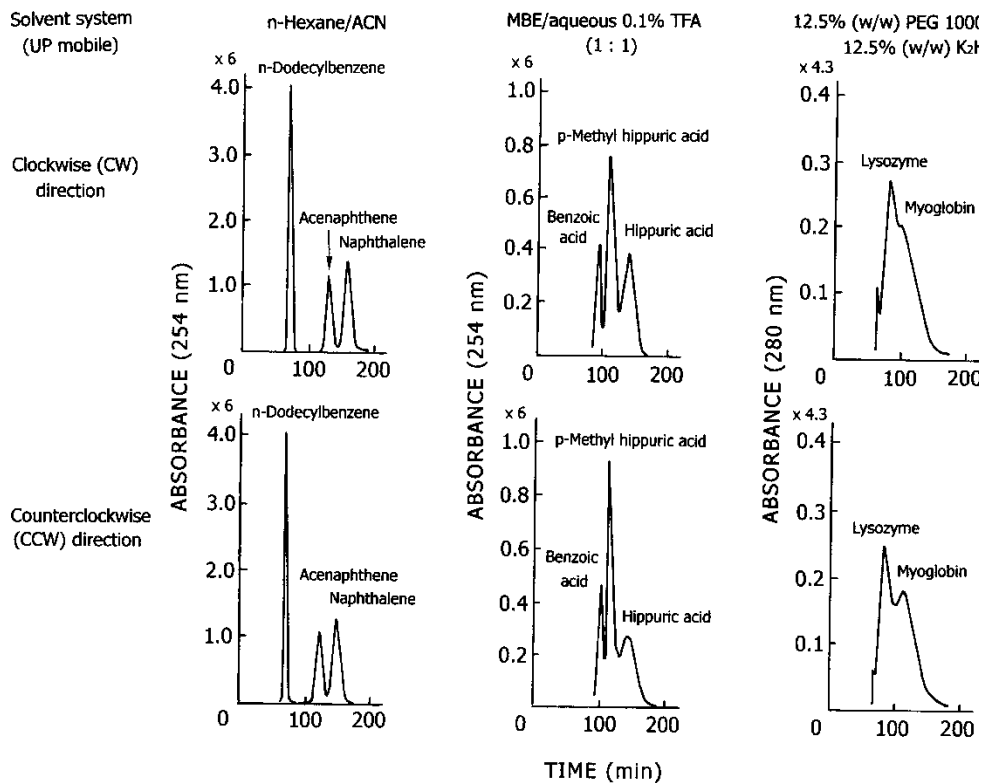 Solvent system
(UP mobile)
n-Hexane/ACN
MBE/aqueous 0.1% TFA
(1 : 1)
12.5% (w/w) PEG 1000
12.5% (w/w)
Clockwise (CW)
direction
ABSORBANCE (254 nm)
x 6
n-Dodecylbenzene
4.0
3.0
2.0
Acenaphthene
Naphthalene
1.0
0
100
200
ABSORBANCE (254 nm)
x 6
1.0
0.8
p-Methyl hippuric acid
0.6
Benzoic
acid
Hippuric acid
0.4
0.2
0
100
200
ABSORBANCE (280 nm)
x 4.3
0.4
0.3
Lysozyme
Myoglobin
0.2
0.1
0
100
200
Counterclockwise
(CCW) direction
x 6
n-Dodecylbenzene
4.0
3.0
2.0
Acenaphthene
Naphthalene
1.0
0
100
200
x 6
1.0
p-Methyl hippuric acid
0.8
0.6
Benzoic
acid
0.4
Hippuric acid
0.2
0
100
200
x 4.3
0.4
0.3
Lysozyme
Myoglobin
0.2
0.1
0
100
200
TIME (min)